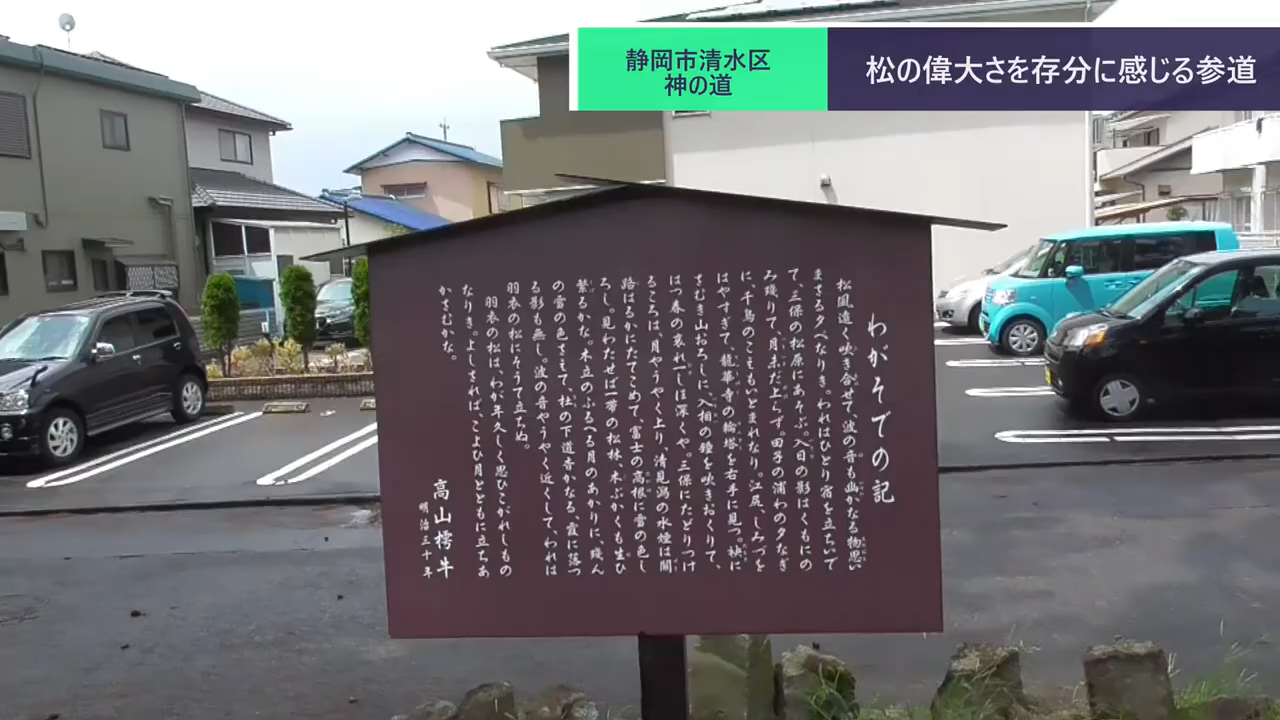 静岡市清水区
神の道
松の偉大さを存分に感じる参道
わがそでの記
松風遠く吹き合せて、波の音も幽かなる物思い
まさる夕べなりき。われはひとり宿を立ちいで
て、三保の松原にあそぶ。入日の影はくもにの
み残りて、月未だ上らず。田子の浦わの夕なぎ
に、千鳥のこえもいとまれなり。江尻、しみづを
はやすぎて、龍華寺の輪塔を右手に見つ。袂に
さむき山おろしに、入相の鐘を吹きおくりて、
はつ春の哀れ一しほ深くや。三保にたどりつけ
るころは、月やうやく上り、清見潟の水煙は関
路はるかにたてこめて、富士の高根に雪の色し
ろし。見わたせば一帯の松林、木ぶかくも生ひ
繁るかな。木立のふるへる月のあかりに、残ん
の雪の色さえて、杜の下道杳かなる、霞に落つ
る影も無し。波の音やうやく近くして、われは
羽衣の松にそうて立ちぬ。
羽衣の松は、わが年久しく思ひこがれしもの
なりき。よしされば、こよひ月とともに立ちあ
かさむかな。
高山樗牛
明治三十年